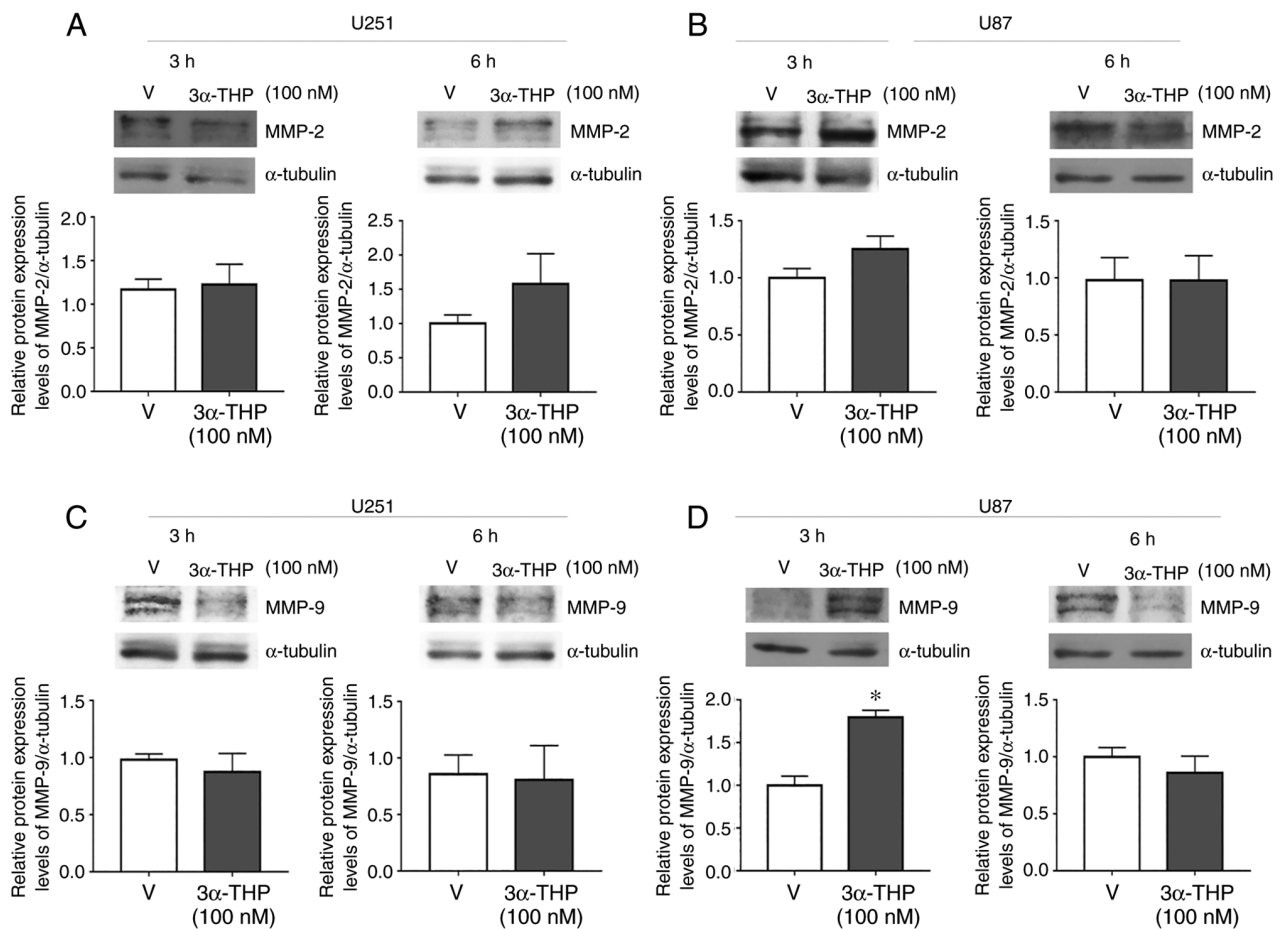 A
U251
3 h
6 h
V 3α-THP (100 nM)
V 3α-THP (100 nM)
MMP-2
MMP-2
α-tubulin
α-tubulin
Relative protein expression
levels of MMP-2/α-tubulin
2.0
1.5
1.0
0.5
0.0
V
3α-THP
(100 nM)
Relative protein expression
levels of MMP-2/α-tubulin
2.5
2.0
1.5
1.0
0.5
0.0
V
3α-THP
(100 nM)
B
U87
3 h
6 h
V 3α-THP (100 nM)
V 3α-THP (100 nM)
MMP-2
MMP-2
α-tubulin
α-tubulin
Relative protein expression
levels of MMP-2/α-tubulin
1.5
1.0
0.5
0.0
V
3α-THP
(100 nM)
Relative protein expression
levels of MMP-2/α-tubulin
1.5
1.0
0.5
0.0
V
3α-THP
(100 nM)
C
U251
3 h
6 h
V 3α-THP (100 nM)
V 3α-THP (100 nM)
MMP-9
MMP-9
α-tubulin
α-tubulin
Relative protein expression
levels of MMP-9/α-tubulin
1.5
1.0
0.5
0.0
V
3α-THP
(100 nM)
Relative protein expression
levels of MMP-9/α-tubulin
1.5
1.0
0.5
0.0
V
3α-THP
(100 nM)
D
U87
3 h
6 h
V 3α-THP (100 nM)
V 3α-THP (100 nM)
MMP-9
MMP-9
α-tubulin
α-tubulin
Relative protein expression
levels of MMP-9/α-tubulin
2.0
1.5
1.0
0.5
0.0
*
V
3α-THP
(100 nM)
Relative protein expression
levels of MMP-9/α-tubulin
1.5
1.0
0.5
0.0
V
3α-THP
(100 nM)